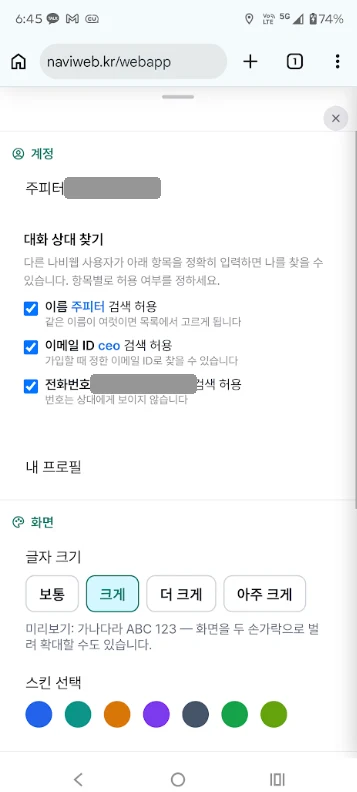 6:45
74%
naviweb.kr/webapp
1
계정
주피터
대화 상대 찾기
다른 나비웹 사용자가 아래 항목을 정확히 입력하면 나를 찾을 수
있습니다. 항목별로 허용 여부를 정하세요.
이름 주피터 검색 허용
같은 이름이 여럿이면 목록에서 고르게 됩니다
이메일 ID ceo 검색 허용
가입할 때 정한 이메일 ID로 찾을 수 있습니다
전화번호 검색 허용
번호는 상대에게 보이지 않습니다
내 프로필
화면
글자 크기
보통 크게 더 크게 아주 크게
미리보기: 가나다라 ABC 123 — 화면을 두 손가락으로 벌
려 확대할 수도 있습니다.
스킨 선택